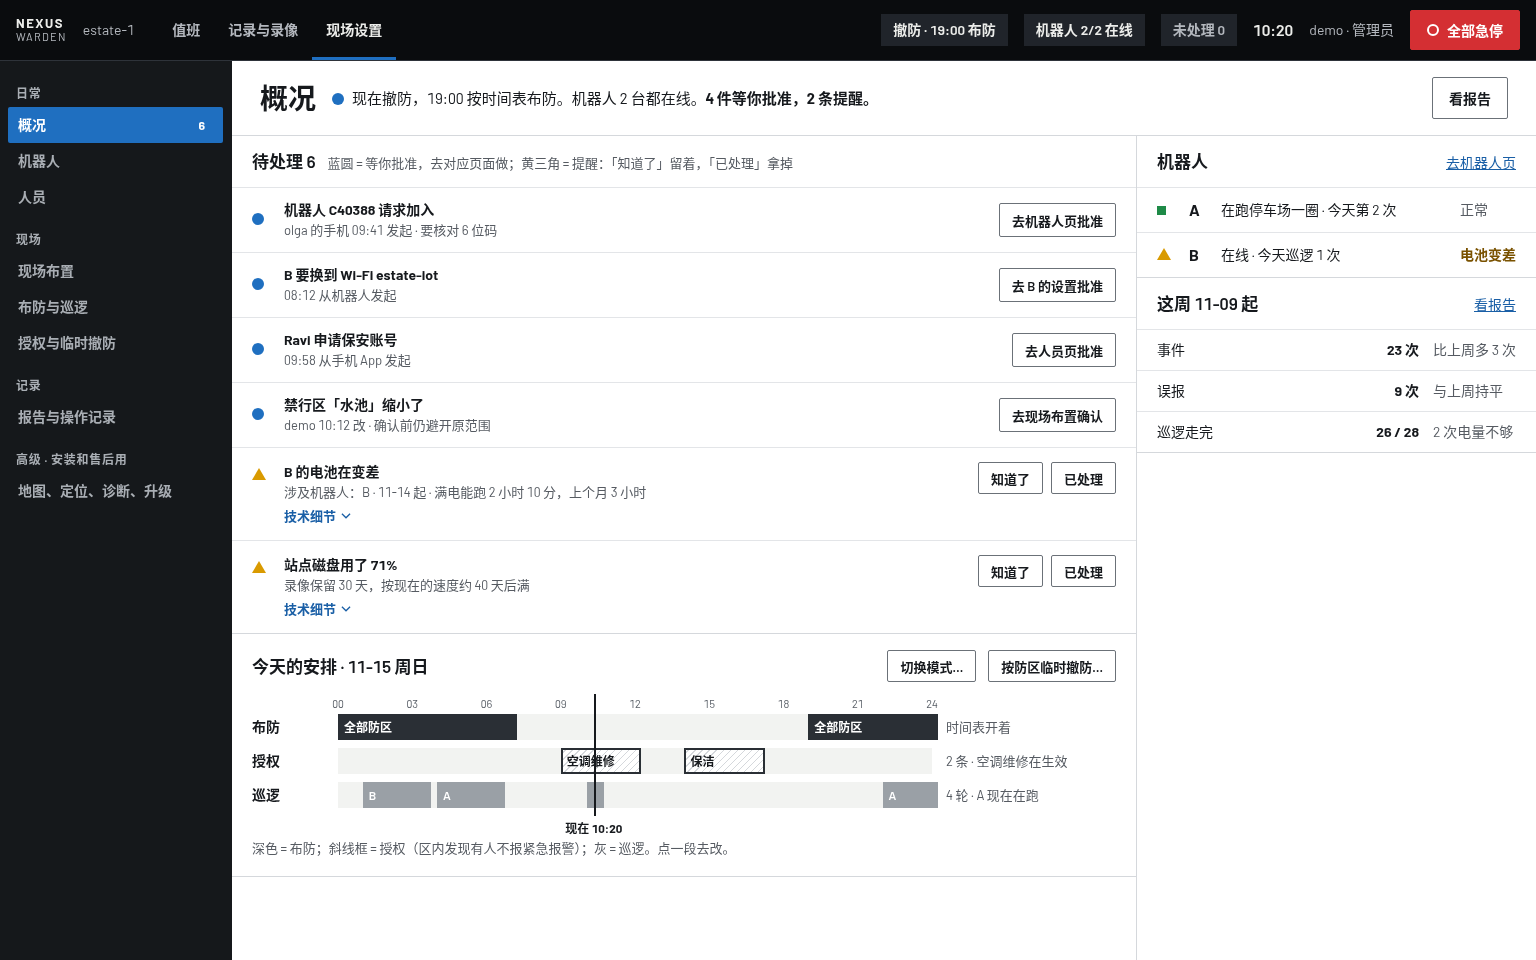 NEXUS
WARDEN
estate-1
值班
记录与录像
现场设置
撤防 · 19:00 布防
机器人 2/2 在线
未处理 0
10:20
demo · 管理员
全部急停
日常
概况
6
机器人
人员
现场
现场布置
布防与巡逻
授权与临时撤防
记录
报告与操作记录
高级 · 安装和售后用
地图、定位、诊断、升级
概况
现在撤防，19:00 按时间表布防。机器人 2 台都在线。4 件等你批准，2 条提醒。
看报告
待处理 6
蓝圆 = 等你批准，去对应页面做；黄三角 = 提醒：「知道了」留着，「已处理」拿掉
机器人 C40388 请求加入
olga 的手机 09:41 发起 · 要核对 6 位码
去机器人页批准
B 要换到 Wi-Fi estate-iot
08:12 从机器人发起
去 B 的设置批准
Ravi 申请保安账号
09:58 从手机 App 发起
去人员页批准
禁行区「水池」缩小了
demo 10:12 改 · 确认前仍避开原范围
去现场布置确认
B 的电池在变差
涉及机器人：B · 11-14 起 · 满电能跑 2 小时 10 分，上个月 3 小时
技术细节
知道了
已处理
站点磁盘用了 71%
录像保留 30 天，按现在的速度约 40 天后满
技术细节
知道了
已处理
今天的安排 · 11-15 周日
切换模式…
按防区临时撤防…
00 03 06 09 12 15 18 21 24
布防
全部防区
全部防区
时间表开着
授权
空调维修
保洁
2 条 · 空调维修在生效
巡逻
B
A
A
4 轮 · A 现在在跑
现在 10:20
深色 = 布防；斜线框 = 授权（区内发现有人不报紧急报警）；灰 = 巡逻。点一段去改。
机器人
去机器人页
A
在跑停车场一圈 · 今天第 2 次
正常
B
在线 · 今天巡逻 1 次
电池变差
这周 11-09 起
看报告
事件
23 次
比上周多 3 次
误报
9 次
与上周持平
巡逻走完
26 / 28
2 次电量不够